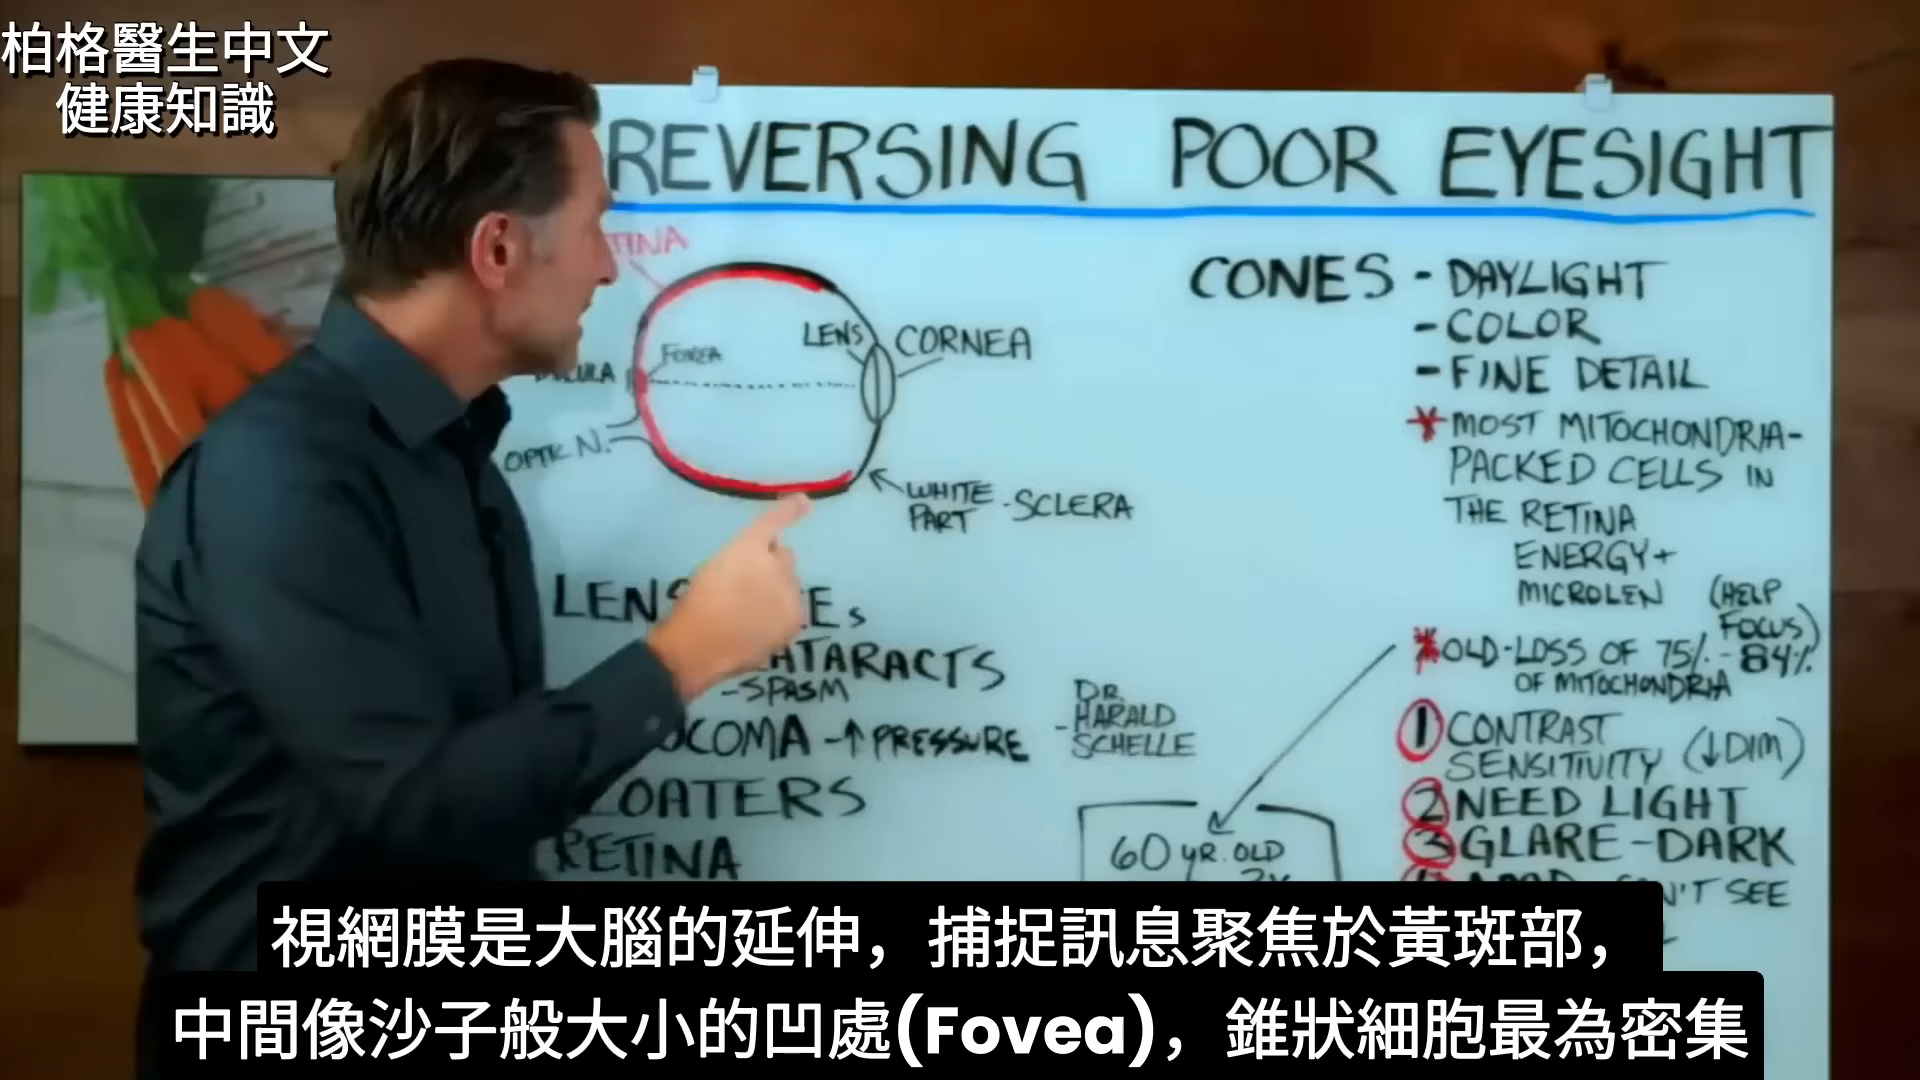 柏格醫生中文
健康知識
REVERSING POOR EYESIGHT
LENS
CORNEA
FOVEA
OPTIC N.
WHITE
PART -SCLERA
CONES - DAYLIGHT
- COLOR
- FINE DETAIL
* MOST MITOCHONDRIA-
PACKED CELLS IN
THE RETINA
ENERGY+
MICROLEN (HELP
FOCUS)
* OLD-LOSS OF 75% - 84%
OF MITOCHONDRIA
① CONTRAST
SENSITIVITY (↓DIM)
② NEED LIGHT
③ GLARE-DARK
SEE
-SPASM
-↑ PRESSURE
DR.
- HARALD
SCHELLE
RETINA
60 YR. OLD
視網膜是大腦的延伸，捕捉訊息聚焦於黃斑部，
中間像沙子般大小的凹處(Fovea)，錐狀細胞最為密集